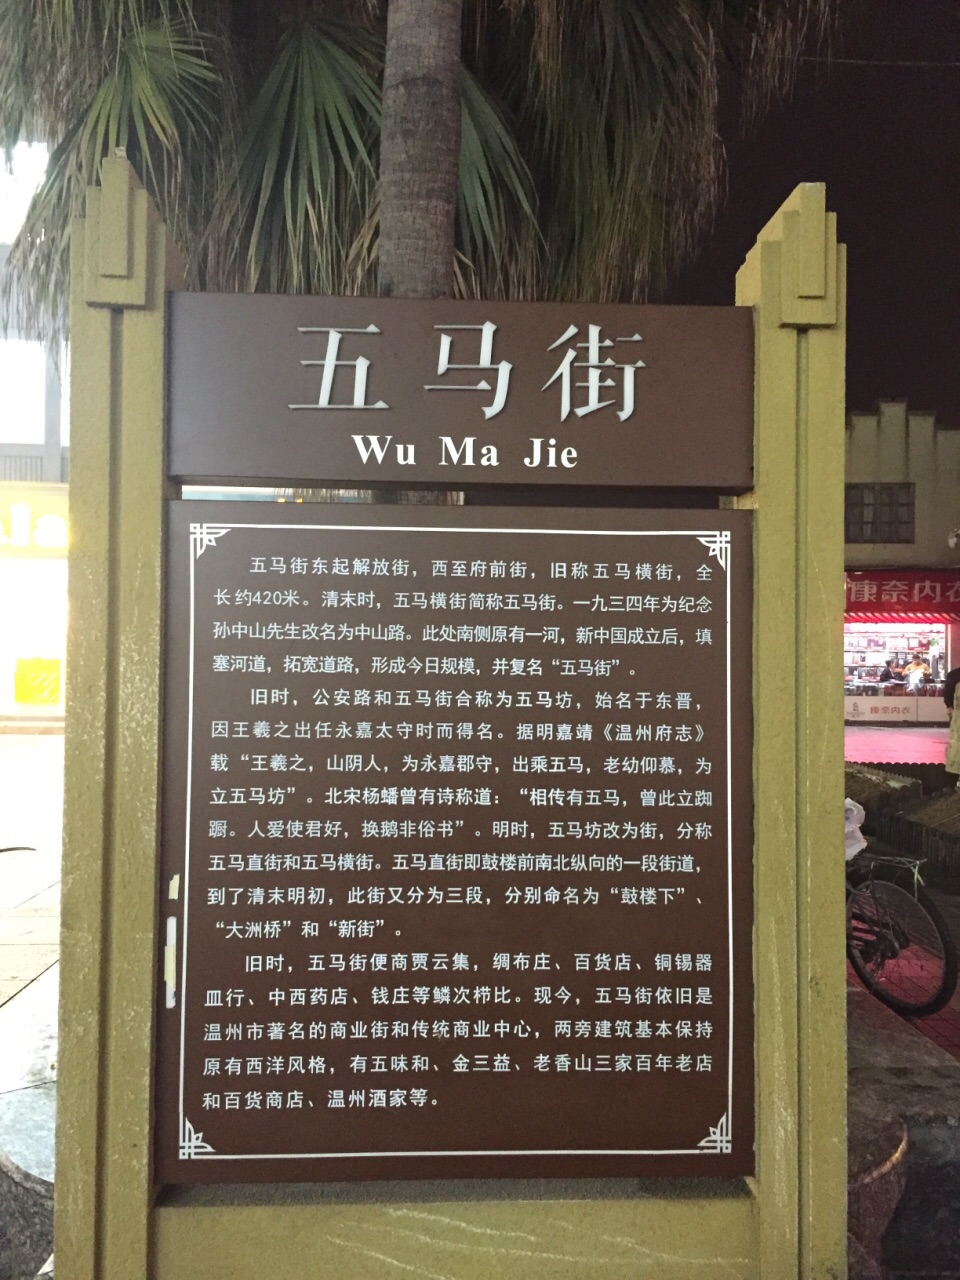 五马街
Wu Ma Jie
五马街东起解放街，西至府前街，旧称五马横街，全
长约420米。清末时，五马横街简称五马街。一九三四年为纪念
孙中山先生改名为中山路。此处南侧原有一河，新中国成立后，填
塞河道，拓宽道路，形成今日规模，并复名“五马街”。
旧时，公安路和五马街合称为五马坊，始名于东晋，
因王羲之出任永嘉太守时而得名。据明嘉靖《温州府志》
载“王羲之，山阴人，为永嘉郡守，出乘五马，老幼仰慕，为
立五马坊”。北宋杨蟠曾有诗称道：“相传有五马，曾此立踟
蹰。人爱使君好，换鹅非俗书”。明时，五马坊改为街，分称
五马直街和五马横街。五马直街即鼓楼前南北纵向的一段街道，
到了清末明初，此街又分为三段，分别命名为“鼓楼下”、
“大洲桥”和“新街”。
旧时，五马街便商贾云集，绸布庄、百货店、铜锡器
皿行、中西药店、钱庄等鳞次栉比。现今，五马街依旧是
温州市著名的商业街和传统商业中心，两旁建筑基本保持
原有西洋风格，有五味和、金三益、老香山三家百年老店
和百货商店、温州酒家等。
康奈内衣
康奈内衣